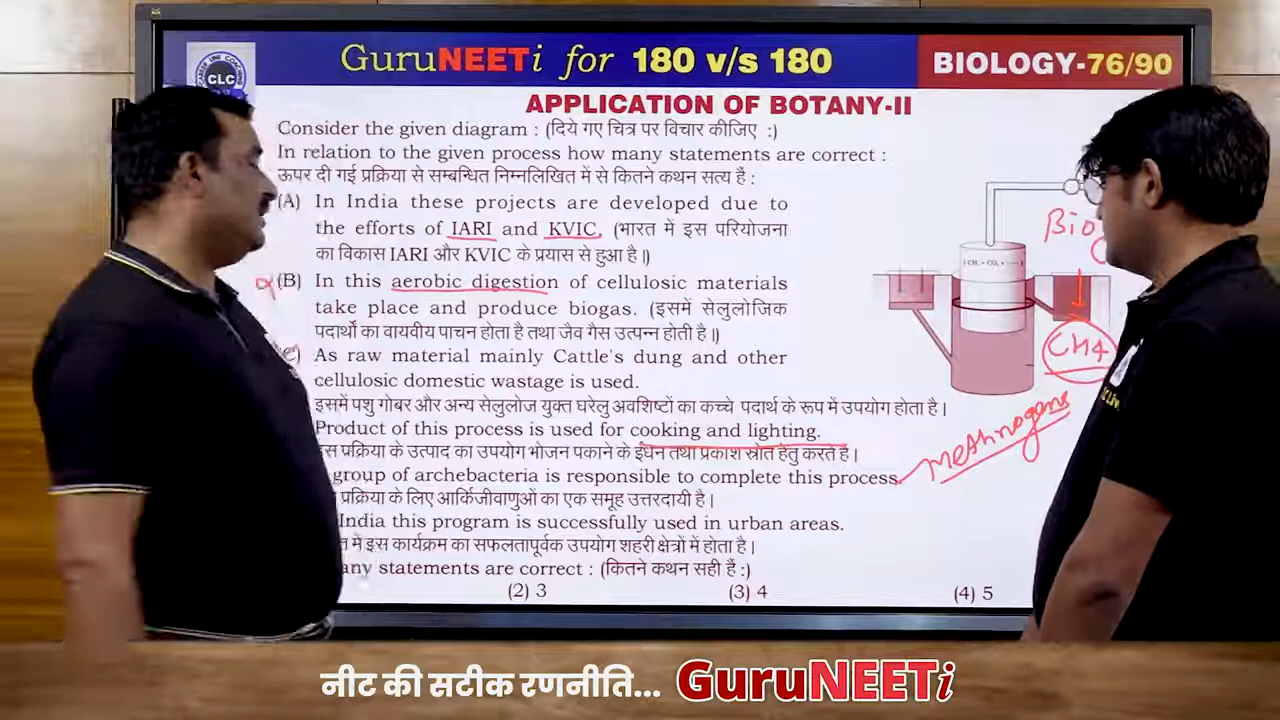 CLC
GuruNEETi for 180 v/s 180
BIOLOGY-76/90
APPLICATION OF BOTANY-II
Consider the given diagram : (दिये गए चित्र पर विचार कीजिए :)
In relation to the given process how many statements are correct :
ऊपर दी गई प्रक्रिया से सम्बन्धित निम्नलिखित में से कितने कथन सत्य है :
(A) In India these projects are developed due to
the efforts of IARI and KVIC, (भारत में इस परियोजना
का विकास IARI और KVIC के प्रयास से हुआ है।)
(B) In this aerobic digestion of cellulosic materials
take place and produce biogas. (इसमें सेलुलोजिक
पदार्थों का वायवीय पाचन होता है तथा जैव गैस उत्पन्न होती है।)
As raw material mainly Cattle's dung and other
cellulosic domestic wastage is used.
इसमें पशु गोबर और अन्य सेलुलोज युक्त घरेलु अवशिष्टों का कच्चे पदार्थ के रूप में उपयोग होता है।
Product of this process is used for cooking and lighting.
प्रक्रिया के उत्पाद का उपयोग भोजन पकाने के ईंधन तथा प्रकाश स्रोत हेतु करते है।
group of archebacteria is responsible to complete this process
प्रक्रिया के लिए आर्किजीवाणुओं का एक समूह उत्तरदायी है।
India this program is successfully used in urban areas.
में इस कार्यक्रम का सफलतापूर्वक उपयोग शहरी क्षेत्रों में होता है।
statements are correct : (कितने कथन सही हैं :)
(2) 3 (3) 4 (4) 5
Bio
CH4
Methnogens
नीट की सटीक रणनीति... GuruNEETi